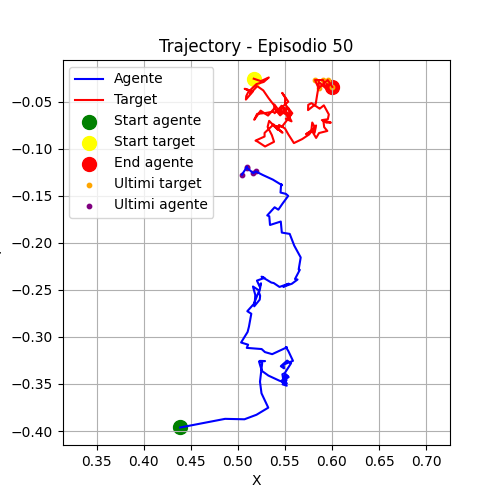 Trajectory - Episodio 50
Agente
Target
Start agente
Start target
End agente
Ultimi target
Ultimi agente
−0.05
−0.10
−0.15
−0.20
−0.25
−0.30
−0.35
−0.40
0.35 0.40 0.45 0.50 0.55 0.60 0.65 0.70
X